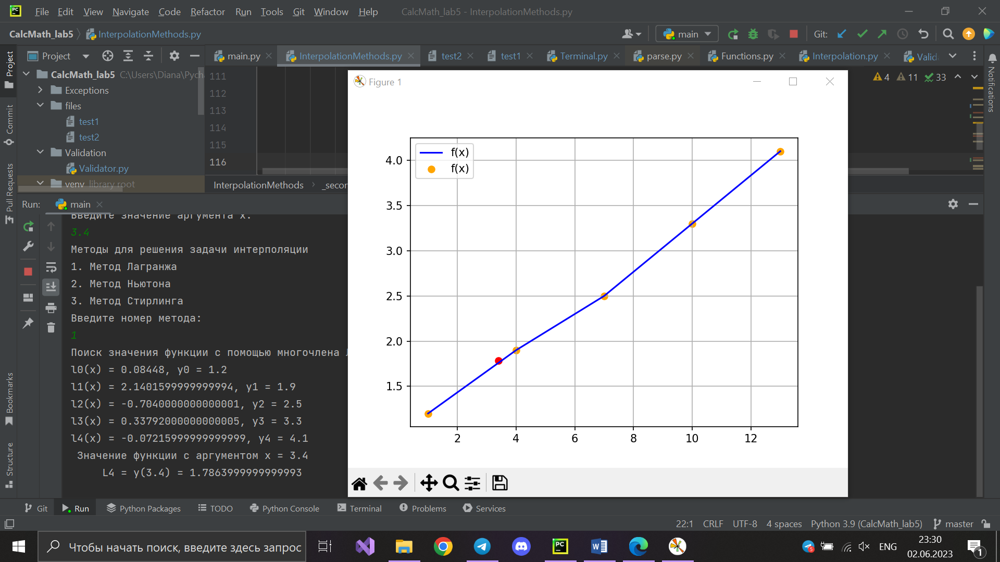 PC File Edit View Navigate Code Refactor Run Tools Git Window Help CalcMath_lab5 - InterpolationMethods.py
CalcMath_lab5 InterpolationMethods.py main Git:
Project main.py InterpolationMethods.py test2 test1 Terminal.py parse.py Functions.py Interpolation.py Valid
CalcMath_lab5 C:\Users\Diana\Pych
Exceptions
files
test1
test2
Validation
Validator.py
venv library root
111
112
113
114
115
116
4 11 33
InterpolationMethods _secon
Project
Commit
Pull Requests
Bookmarks
Structure
Notifications
Run: main
Введите значение аргумента x:
3.4
Методы для решения задачи интерполяции
1. Метод Лагранжа
2. Метод Ньютона
3. Метод Стирлинга
Введите номер метода:
1
Поиск значения функции с помощью многочлена
l0(x) = 0.08448, y0 = 1.2
l1(x) = 2.1401599999999994, y1 = 1.9
l2(x) = -0.7040000000000001, y2 = 2.5
l3(x) = 0.33792000000000005, y3 = 3.3
l4(x) = -0.07215999999999999, y4 = 4.1
Значение функции с аргументом x = 3.4
L4 = y(3.4) = 1.7863999999999993
Figure 1
f(x)
f(x)
4.0
3.5
3.0
2.5
2.0
1.5
2 4 6 8 10 12
Git Run Python Packages TODO Python Console Terminal Problems Services
22:1 CRLF UTF-8 4 spaces Python 3.9 (CalcMath_lab5) master
Чтобы начать поиск, введите здесь запрос
PC
W
5
ENG
23:30
02.06.2023
1